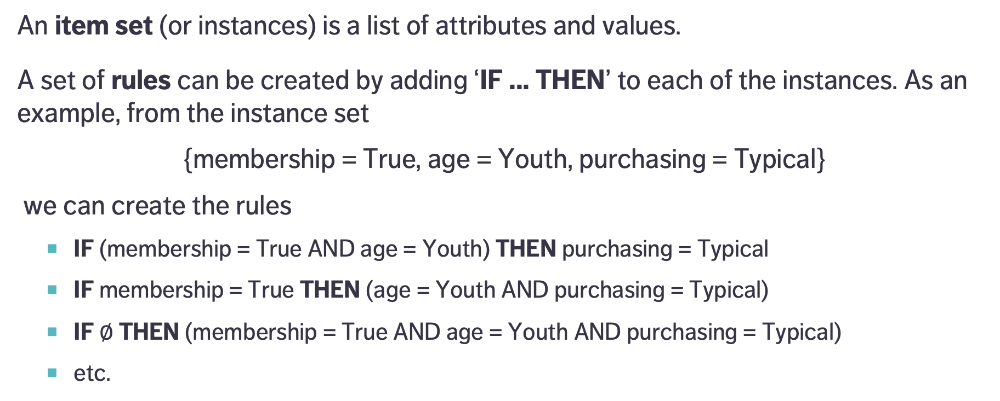 An item set (or instances) is a list of attributes and values.
A set of rules can be created by adding ‘IF ... THEN’ to each of the instances. As an
example, from the instance set
{membership = True, age = Youth, purchasing = Typical}
we can create the rules
IF (membership = True AND age = Youth) THEN purchasing = Typical
IF membership = True THEN (age = Youth AND purchasing = Typical)
IF ∅ THEN (membership = True AND age = Youth AND purchasing = Typical)
etc.